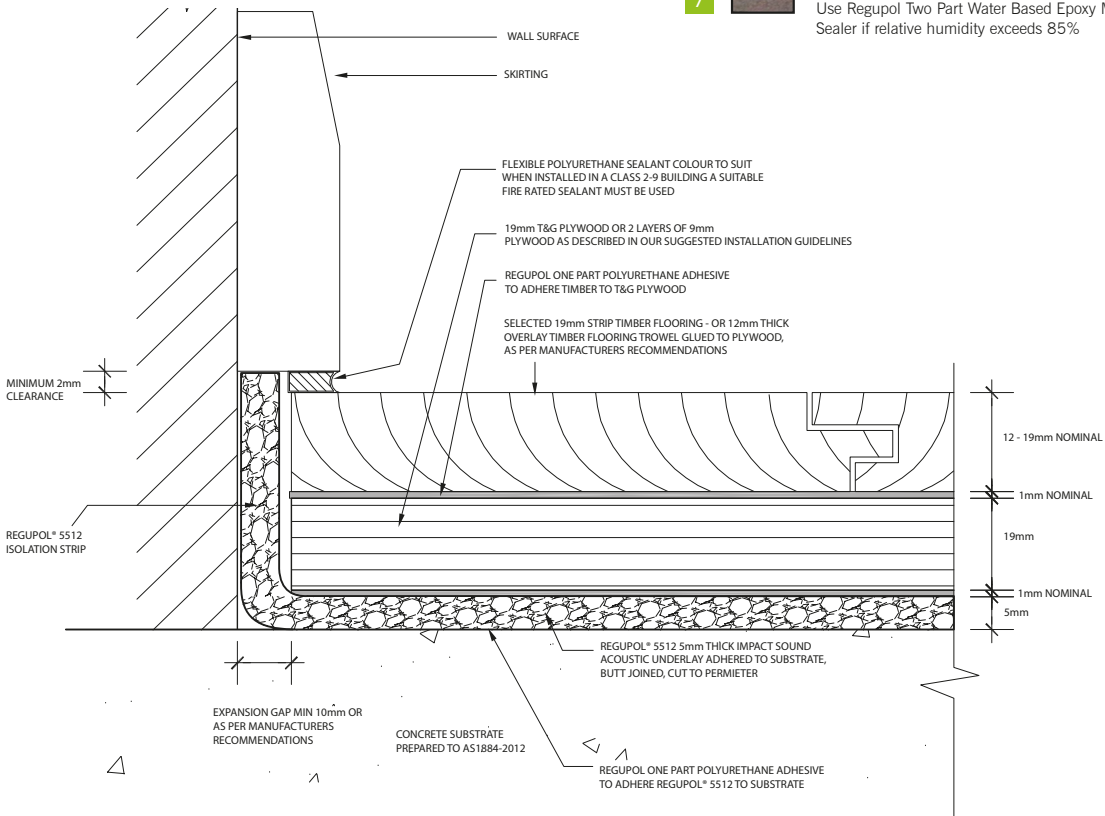 7
Use Regupol Two Part Water Based Epoxy
Sealer if relative humidity exceeds 85%
WALL SURFACE
SKIRTING
FLEXIBLE POLYURETHANE SEALANT COLOUR TO SUIT
WHEN INSTALLED IN A CLASS 2-9 BUILDING A SUITABLE
FIRE RATED SEALANT MUST BE USED
19mm T&G PLYWOOD OR 2 LAYERS OF 9mm
PLYWOOD AS DESCRIBED IN OUR SUGGESTED INSTALLATION GUIDELINES
REGUPOL ONE PART POLYURETHANE ADHESIVE
TO ADHERE TIMBER TO T&G PLYWOOD
SELECTED 19mm STRIP TIMBER FLOORING - OR 12mm THICK
OVERLAY TIMBER FLOORING TROWEL GLUED TO PLYWOOD,
AS PER MANUFACTURERS RECOMMENDATIONS
MINIMUM 2mm
CLEARANCE
12 - 19mm NOMINAL
1mm NOMINAL
19mm
REGUPOL® 5512
ISOLATION STRIP
1mm NOMINAL
5mm
REGUPOL® 5512 5mm THICK IMPACT SOUND
ACOUSTIC UNDERLAY ADHERED TO SUBSTRATE,
BUTT JOINED, CUT TO PERMIETER
EXPANSION GAP MIN 10mm OR
AS PER MANUFACTURERS
RECOMMENDATIONS
CONCRETE SUBSTRATE
PREPARED TO AS1884-2012
REGUPOL ONE PART POLYURETHANE ADHESIVE
TO ADHERE REGUPOL® 5512 TO SUBSTRATE